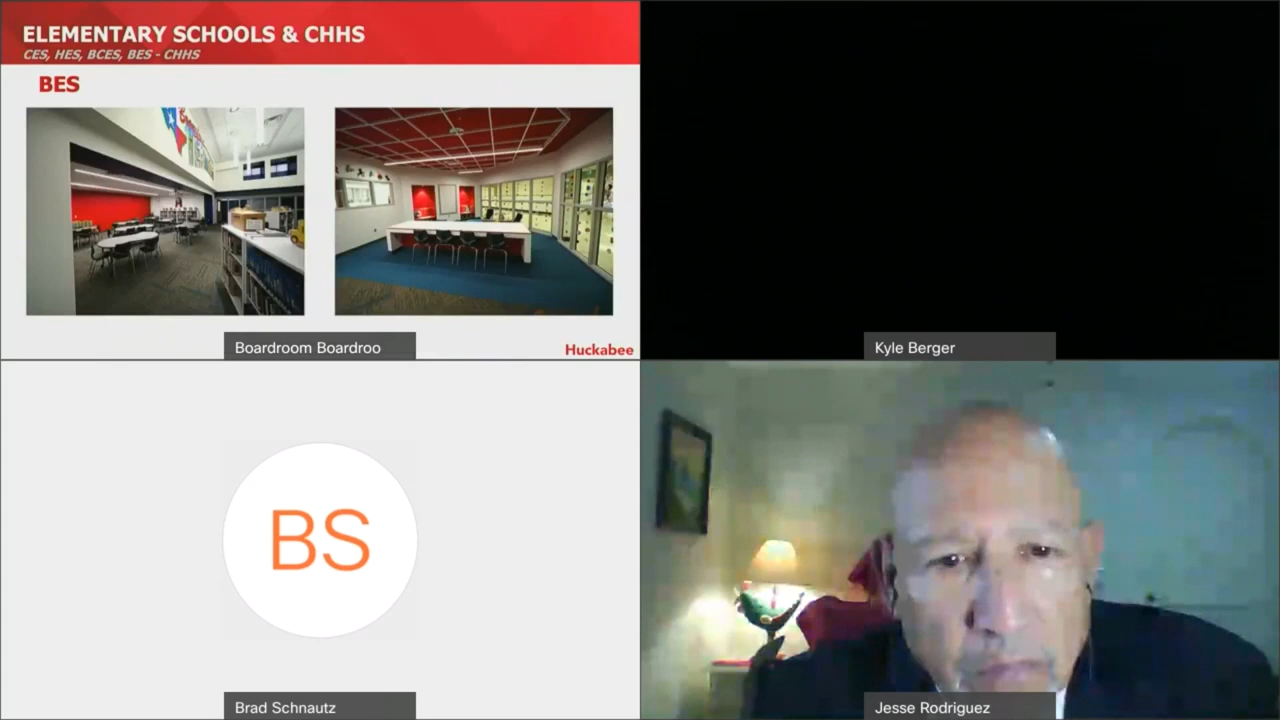 ELEMENTARY SCHOOLS & CHHS
CES, HES, BCES, BES - CHHS
BES
Boardroom Boardroo
Huckabee
Kyle Berger
BS
Brad Schnautz
Jesse Rodriguez